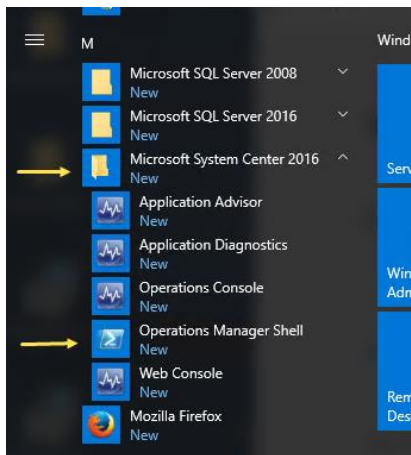 M
Wind
Microsoft SQL Server 2008
New
Microsoft SQL Server 2016
New
Microsoft System Center 2016
New
Serv
Application Advisor
New
Application Diagnostics
New
Win
Operations Console
Adm
New
Operations Manager Shell
New
Web Console
New
Rem
Mozilla Firefox
Des
New